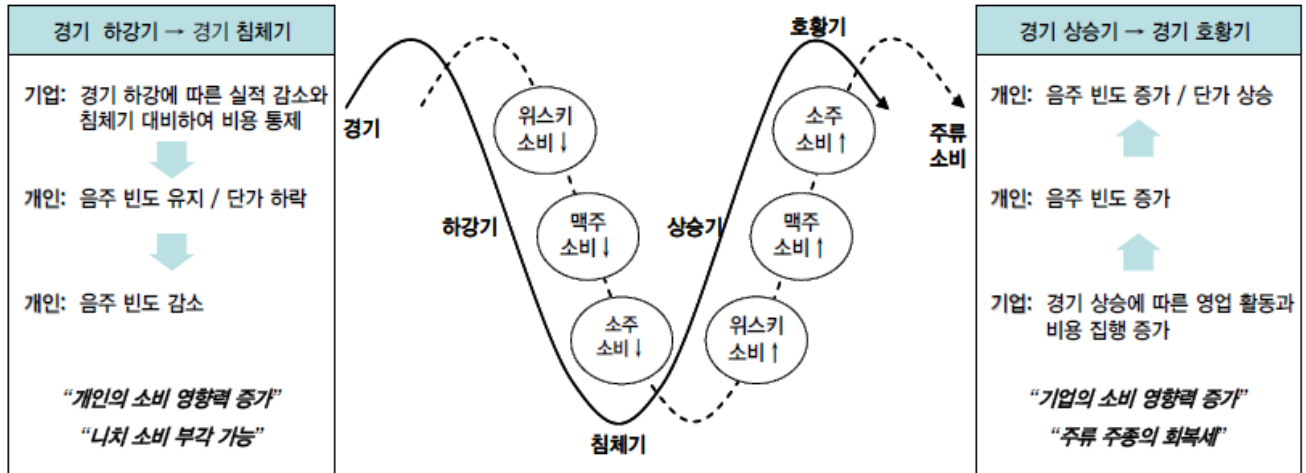 경기 하강기 → 경기 침체기
기업: 경기 하강에 따른 실적 감소와
침체기 대비하여 비용 통제
개인: 음주 빈도 유지 / 단가 하락
개인: 음주 빈도 감소
“개인의 소비 영향력 증가”
“니치 소비 부각 가능”
경기
하강기
침체기
상승기
호황기
주류
소비
위스키
소비↓
맥주
소비↓
소주
소비↓
위스키
소비↑
맥주
소비↑
소주
소비↑
경기 상승기 → 경기 호황기
개인: 음주 빈도 증가 / 단가 상승
개인: 음주 빈도 증가
기업: 경기 상승에 따른 영업 활동과
비용 집행 증가
“기업의 소비 영향력 증가”
“주류 주종의 회복세”